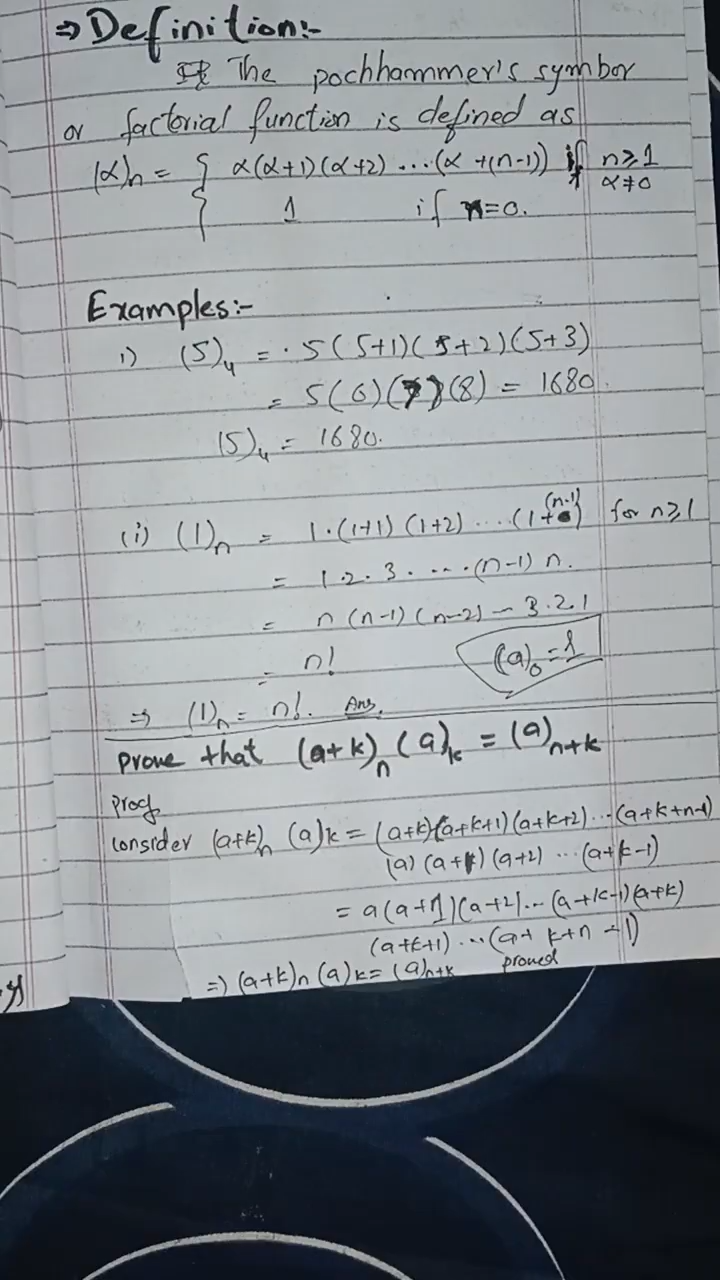 ⇒ Definition:-
The pochhammer's symbol
or factorial function is defined as
(α)n = { α(α+1)(α+2) ...(α+(n-1)) if n≥1 α≠0
{ 1 if n=0.
Examples:-
i) (5)₄ = 5(5+1)(5+2)(5+3)
= 5(6)(7)(8) = 1680.
(5)₄ = 1680.
(i) (1)n = 1·(1+1)(1+2) ....(1+(n-1)) for n≥1
= 1·2·3· ...·(n-1) n.
= n(n-1)(n-2) – 3·2·1
= n! (a)₀=1
⇒ (1)n = n!. Ans.
prove that (a+k)n (a)k = (a)n+k
proof
consider (a+k)n (a)k = (a+k)(a+k+1)(a+k+2)...(a+k+n-1)
(a)(a+1)(a+2) ...(a+k-1)
= a(a+1)(a+2)...(a+k-1)(a+k)
(a+k+1)...(a+k+n-1)
⇒ (a+k)n (a)k = (a)n+k proved